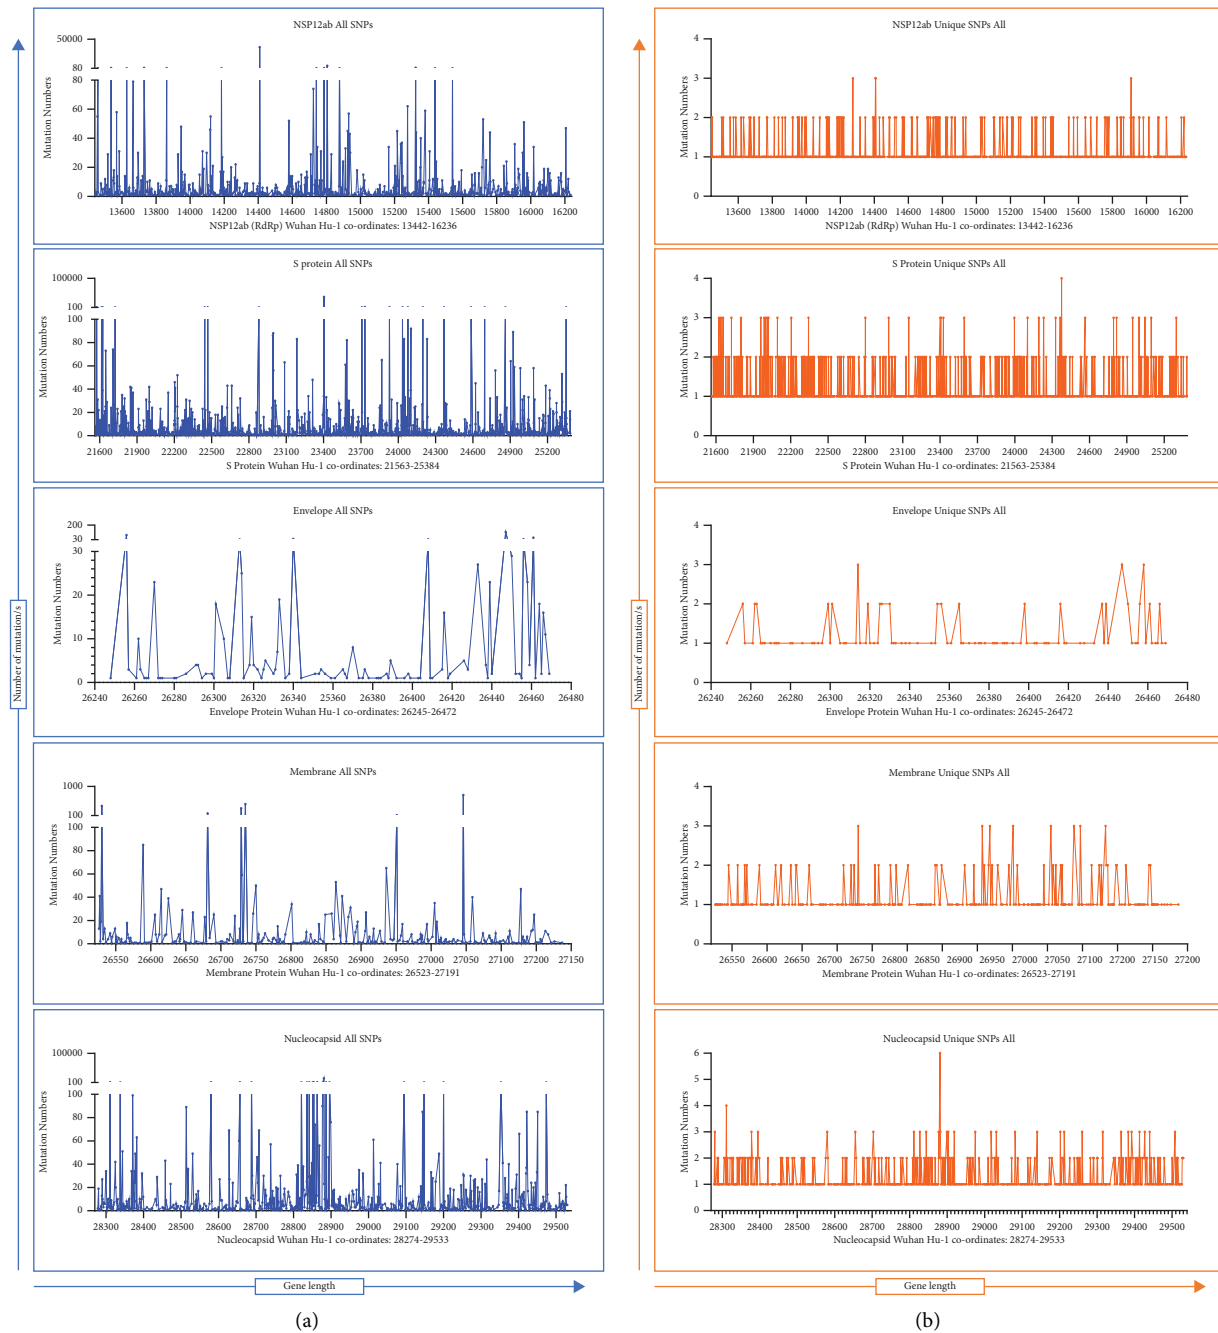 NSP12ab All SNPs
50000
80
80
60
40
20
0
Mutation Numbers
13600 13800 14000 14200 14400 14600 14800 15000 15200 15400 15600 15800 16000 16200
NSP12ab (RdRp) Wuhan Hu-1 co-ordinates: 13442-16236
S protein All SNPs
100000
100
100
80
60
40
20
0
Mutation Numbers
21600 21900 22200 22500 22800 23100 23400 23700 24000 24300 24600 24900 25200
S Protein Wuhan Hu-1 co-ordinates: 21563-25384
Envelope All SNPs
200
30
30
20
10
0
Mutation Numbers
26240 26260 26280 26300 26320 26340 25360 26380 26400 26420 26440 26460 26480
Envelope Protein Wuhan Hu-1 co-ordinates: 26245-26472
Membrane All SNPs
1000
100
100
80
60
40
20
0
Mutation Numbers
26550 26600 26650 26700 26750 26800 26850 26900 26950 27000 27050 27100 27200 27150
Membrane Protein Wuhan Hu-1 co-ordinates: 26523-27191
Nucleocapsid All SNPs
100000
100
100
80
60
40
20
0
Mutation Numbers
28300 28400 28500 28600 28700 28800 28900 29000 29100 29200 29300 29400 29500
Nucleocapsid Wuhan Hu-1 co-ordinates: 28274-29533
Number of mutation/s
Gene length
(a)
NSP12ab Unique SNPs All
4
3
2
1
0
Mutation Numbers
13600 13800 14000 14200 14400 14600 14800 15000 15200 15400 15600 15800 16000 16200
NSP12ab (RdRp) Wuhan Hu-1 co-ordinates: 13442-16236
S Protein Unique SNPs All
4
3
2
1
0
Mutation Numbers
21600 21900 22200 22500 22800 23100 23400 23700 24000 24300 24600 24900 25200
S Protein Wuhan Hu-1 co-ordinates: 21563-25384
Envelope Unique SNPs All
4
3
2
1
0
Mutation Numbers
26240 26260 26280 26300 26320 26340 25360 26380 26400 26420 26440 26460 26480
Envelope Protein Wuhan Hu-1 co-ordinates: 26245-26472
Membrane Unique SNPs All
4
3
2
1
0
Mutation Numbers
26550 26600 26650 26700 26750 26800 26850 26900 26950 27000 27050 27100 27200 27150 27200
Membrane Protein Wuhan Hu-1 co-ordinates: 26523-27191
Nucleocapsid Unique SNPs All
6
5
4
3
2
1
0
Mutation Numbers
28300 28400 28500 28600 28700 28800 28900 29000 29100 29200 29300 29400 29500
Nucleocapsid Wuhan Hu-1 co-ordinates: 28274-29533
Number of mutation/s
Gene length
(b)